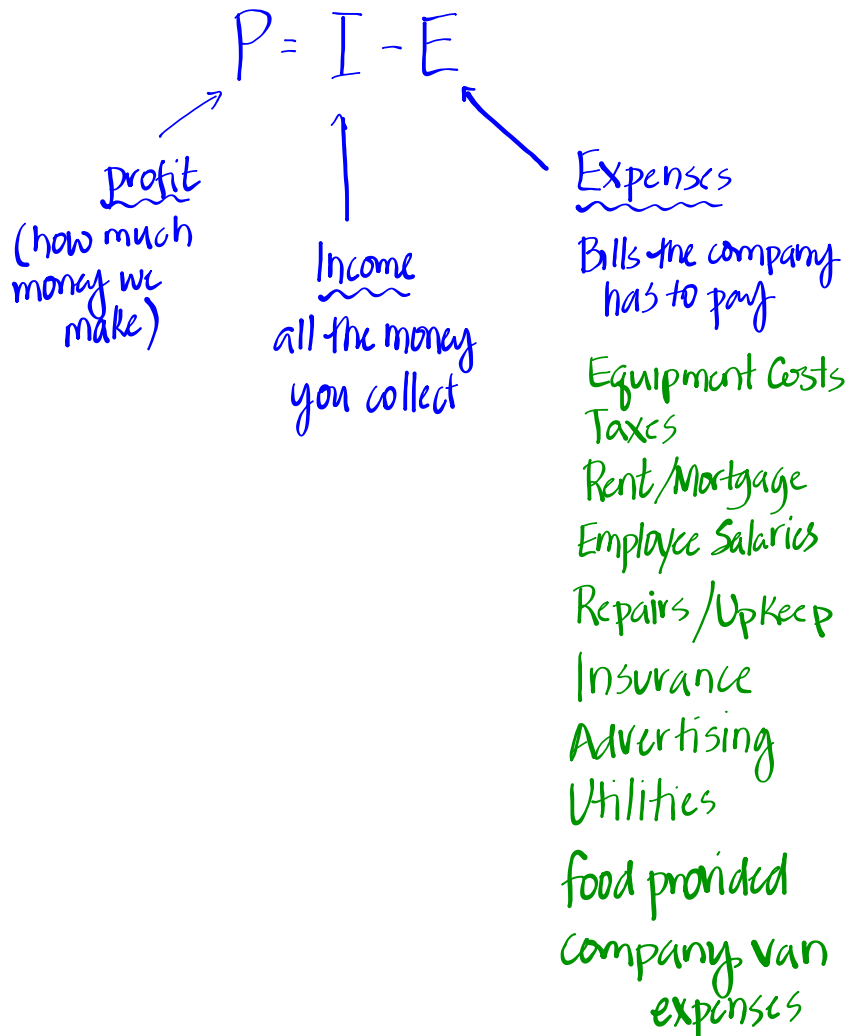 P = I - E
profit
(how much
money we
make)
Income
all the money
you collect
Expenses
Bills the company
has to pay
Equipment Costs
Taxes
Rent/Mortgage
Employee Salaries
Repairs/Upkeep
Insurance
Advertising
Utilities
food provided
company van
expenses